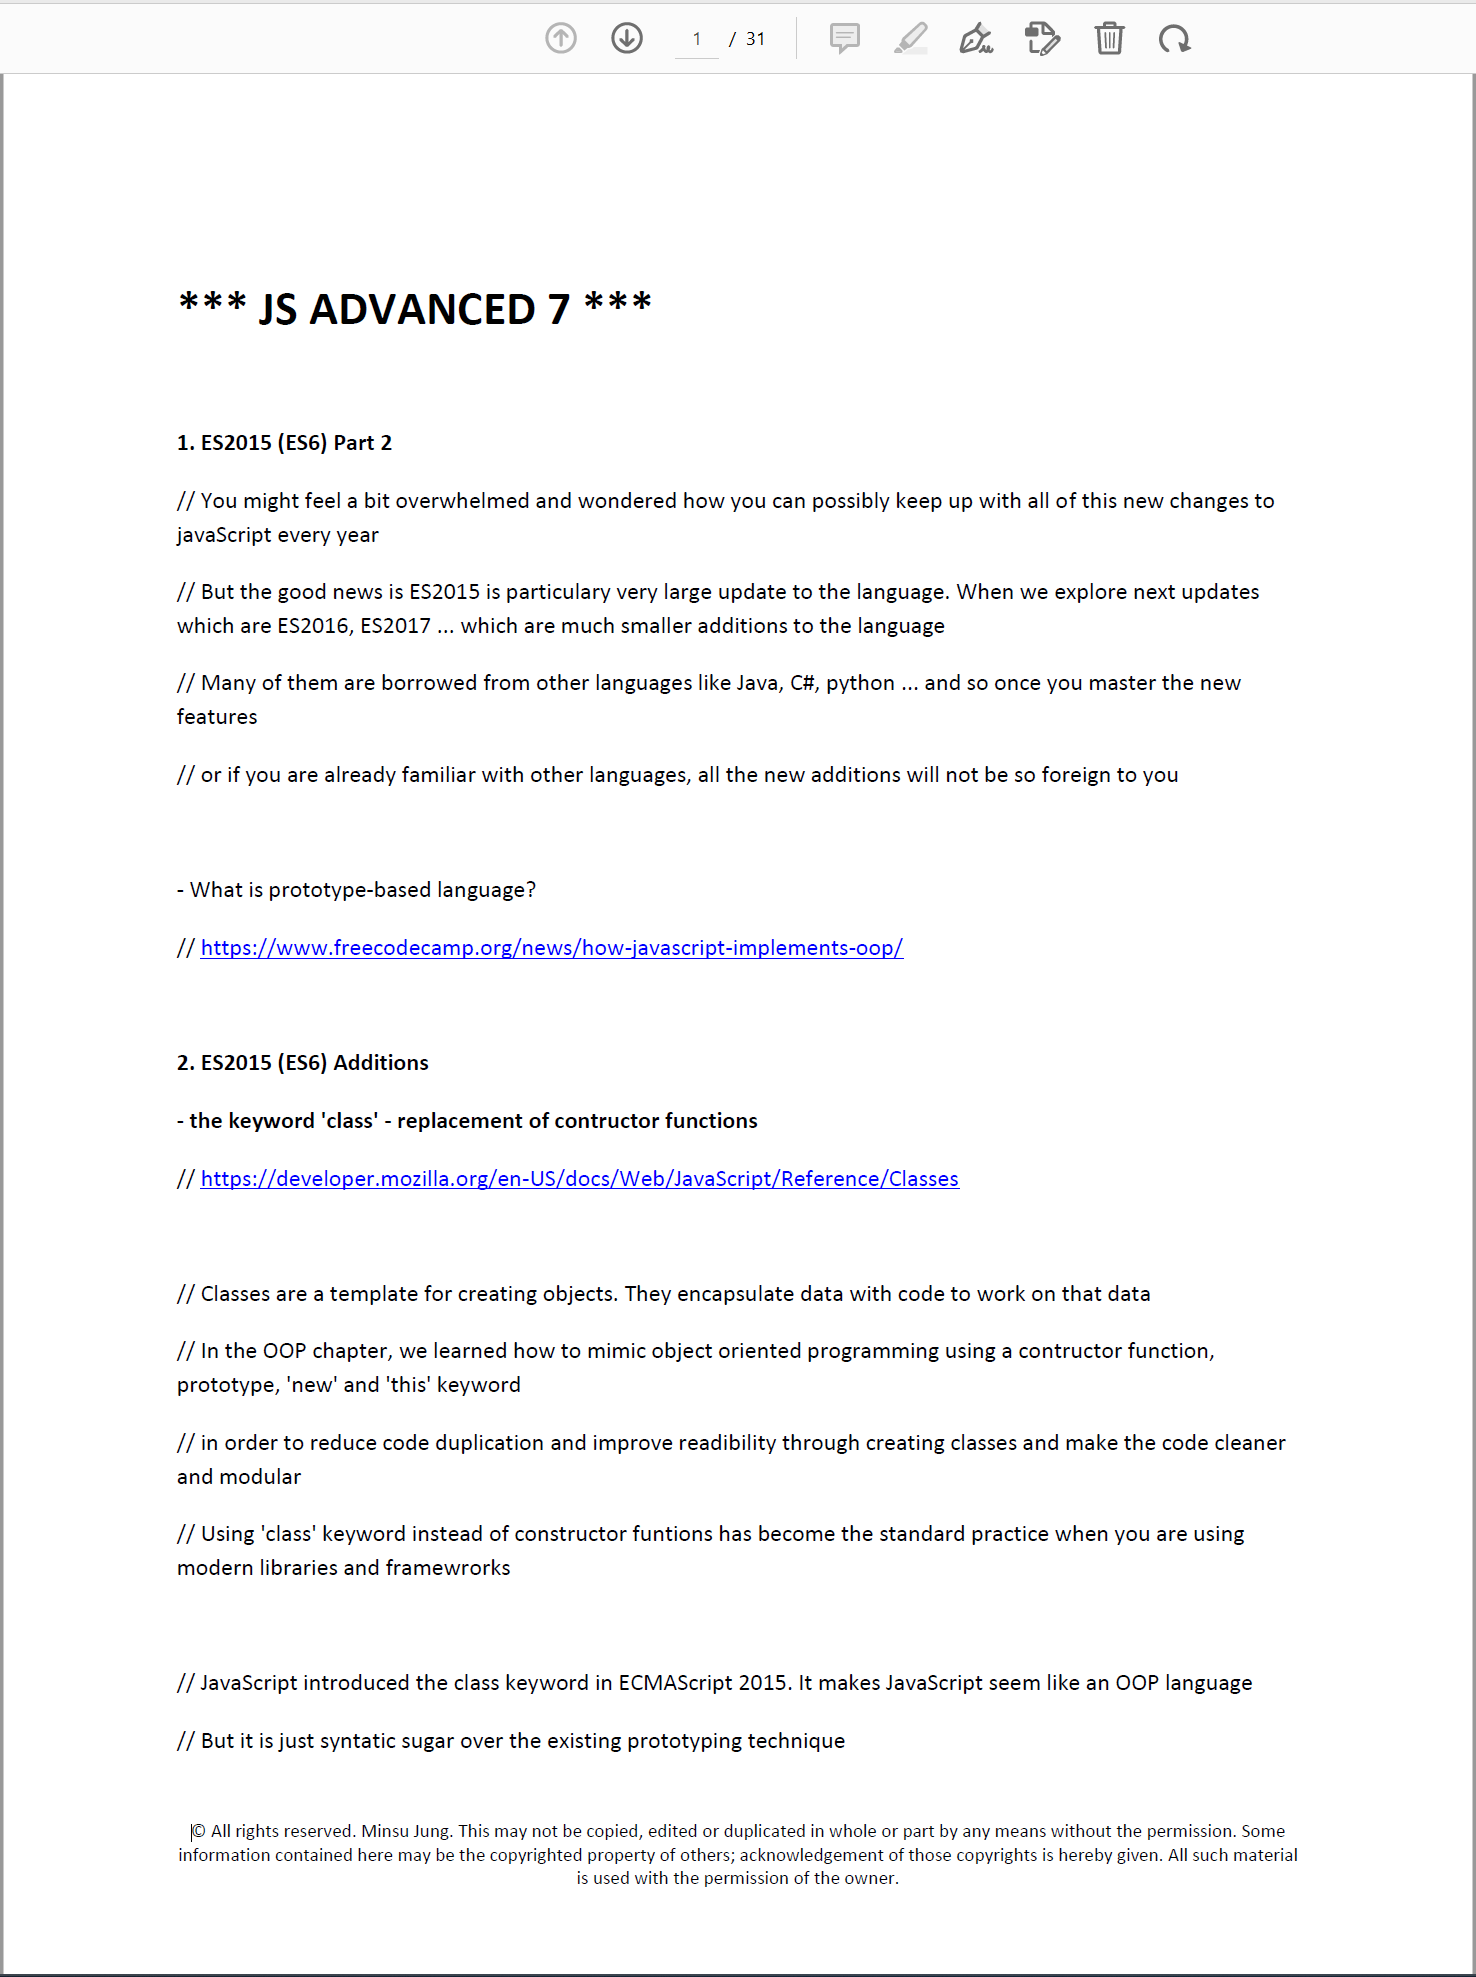 1 / 31
*** JS ADVANCED 7 ***
1. ES2015 (ES6) Part 2
// You might feel a bit overwhelmed and wondered how you can possibly keep up with all of this new changes to
javaScript every year
// But the good news is ES2015 is particulary very large update to the language. When we explore next updates
which are ES2016, ES2017 ... which are much smaller additions to the language
// Many of them are borrowed from other languages like Java, C#, python ... and so once you master the new
features
// or if you are already familiar with other languages, all the new additions will not be so foreign to you
- What is prototype-based language?
// https://www.freecodecamp.org/news/how-javascript-implements-oop/
2. ES2015 (ES6) Additions
- the keyword 'class' - replacement of contructor functions
// https://developer.mozilla.org/en-US/docs/Web/JavaScript/Reference/Classes
// Classes are a template for creating objects. They encapsulate data with code to work on that data
// In the OOP chapter, we learned how to mimic object oriented programming using a contructor function,
prototype, 'new' and 'this' keyword
// in order to reduce code duplication and improve readibility through creating classes and make the code cleaner
and modular
// Using 'class' keyword instead of constructor funtions has become the standard practice when you are using
modern libraries and framewrorks
// JavaScript introduced the class keyword in ECMAScript 2015. It makes JavaScript seem like an OOP language
// But it is just syntatic sugar over the existing prototyping technique
© All rights reserved. Minsu Jung. This may not be copied, edited or duplicated in whole or part by any means without the permission. Some
information contained here may be the copyrighted property of others; acknowledgement of those copyrights is hereby given. All such material
is used with the permission of the owner.